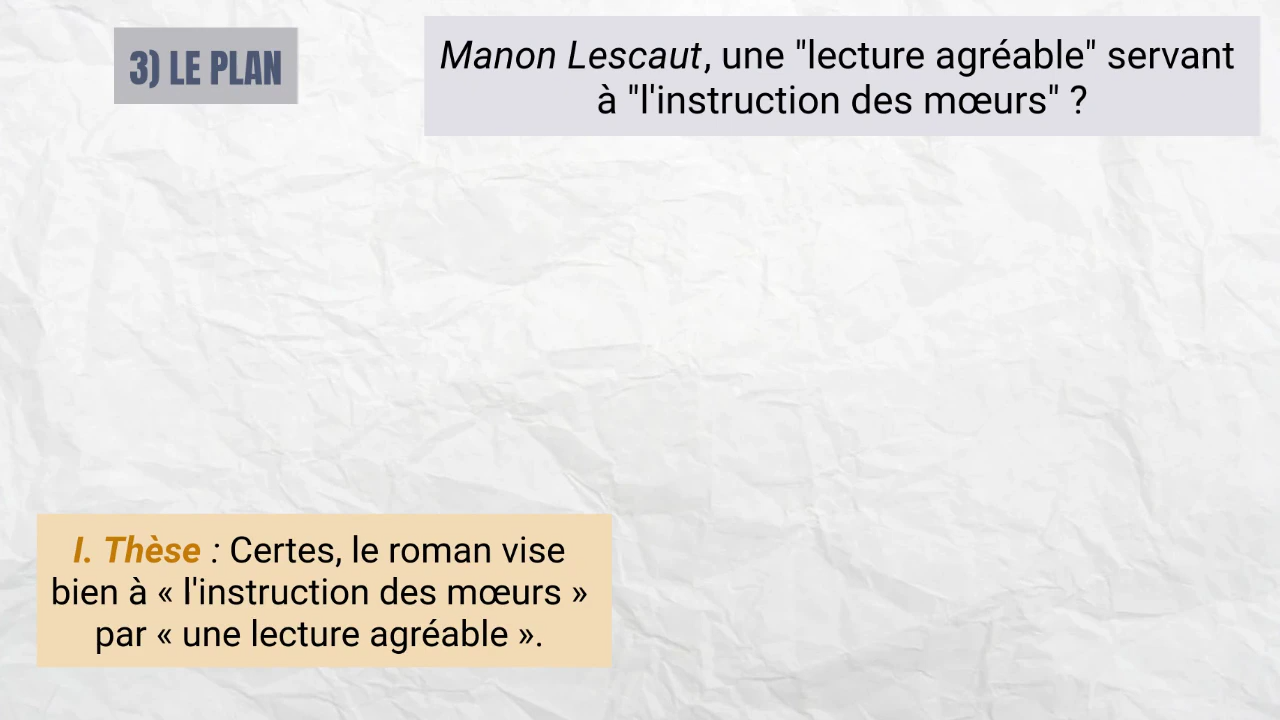 3) LE PLAN
Manon Lescaut, une "lecture agréable" servant
à "l'instruction des mœurs" ?
I. Thèse : Certes, le roman vise
bien à « l'instruction des mœurs »
par « une lecture agréable ».